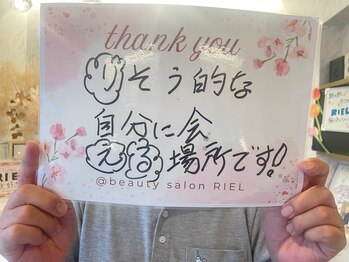 thank you
りそう的な
自分に会
える場所です!
@beauty salon RIEL
RIEL